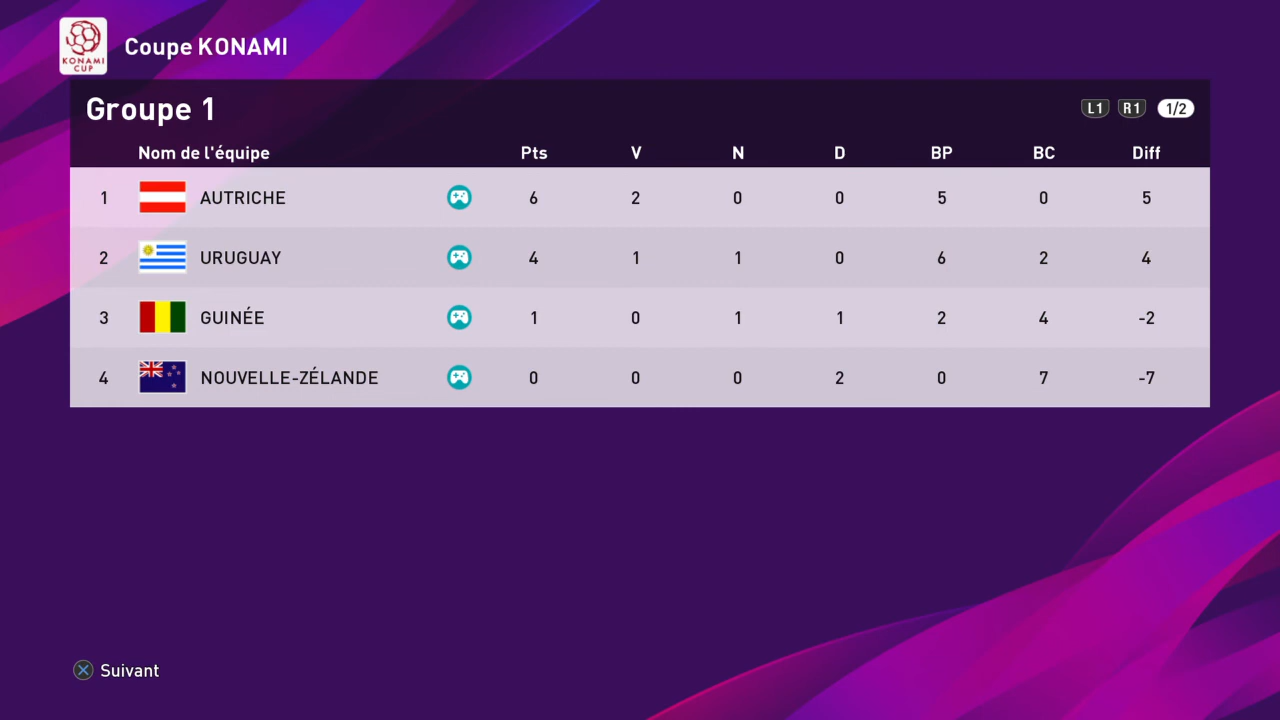 KONAMI
CUP
Coupe KONAMI
Groupe 1
L1 R1 1/2
Nom de l'équipe Pts V N D BP BC Diff
1 AUTRICHE 6 2 0 0 5 0 5
2 URUGUAY 4 1 1 0 6 2 4
3 GUINÉE 1 0 1 1 2 4 -2
4 NOUVELLE-ZÉLANDE 0 0 0 2 0 7 -7
Suivant